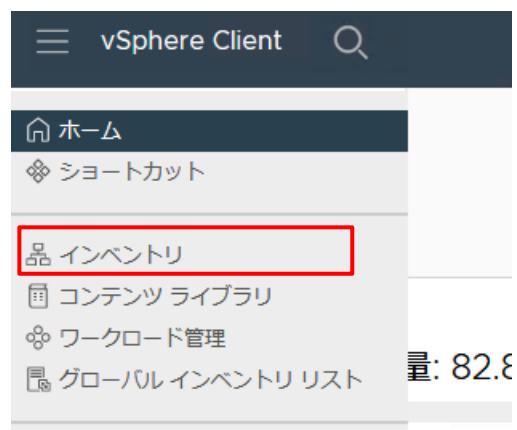 vSphere Client
ホーム
ショートカット
インベントリ
コンテンツ ライブラリ
ワークロード管理
グローバル インベントリ リスト
量: 82.8